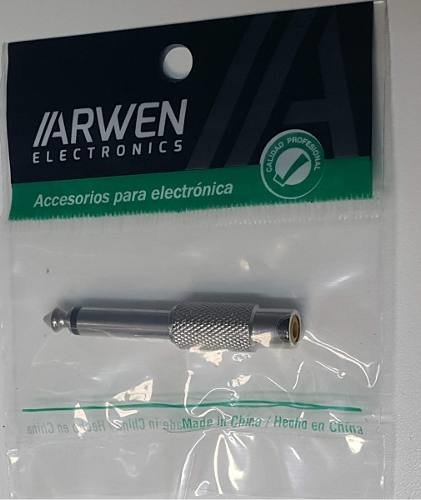 ARWEN
ELECTRONICS
CALIDAD PROFESIONAL
Accesorios para electrónica
Made in China / Hecho en China